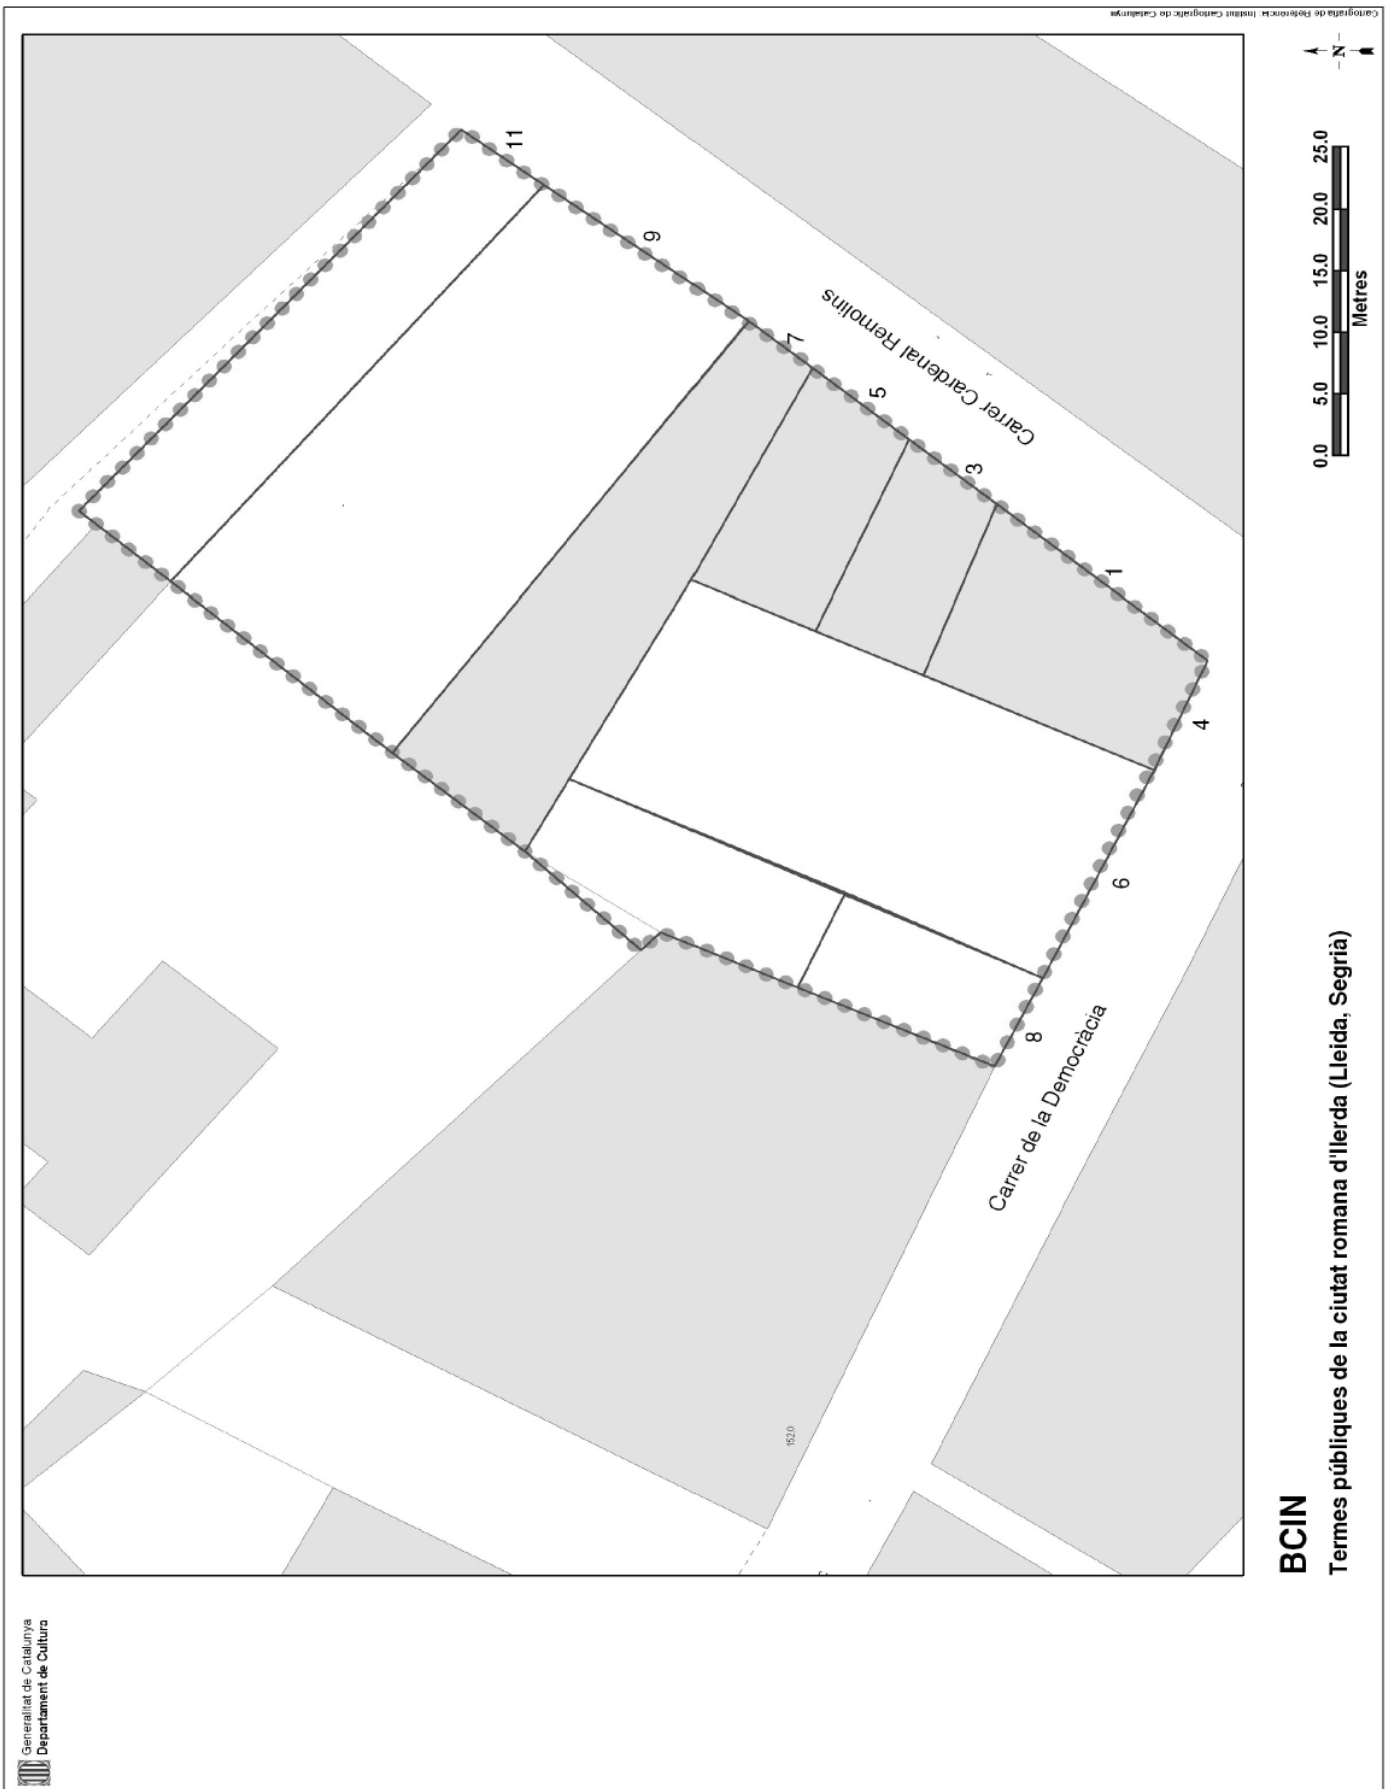 Generalitat de Catalunya
Departament de Cultura
1520
Carrer de la Democràcia
8
6
4
1
3
5
7
9
11
Carrer Cardenal Remolins
BCIN
Termes públiques de la ciutat romana d'Ilerda (Lleida, Segrià)
0.0 5.0 10.0 15.0 20.0 25.0
Metres
N
Cartografia de Referència: Institut Cartogràfic de Catalunya